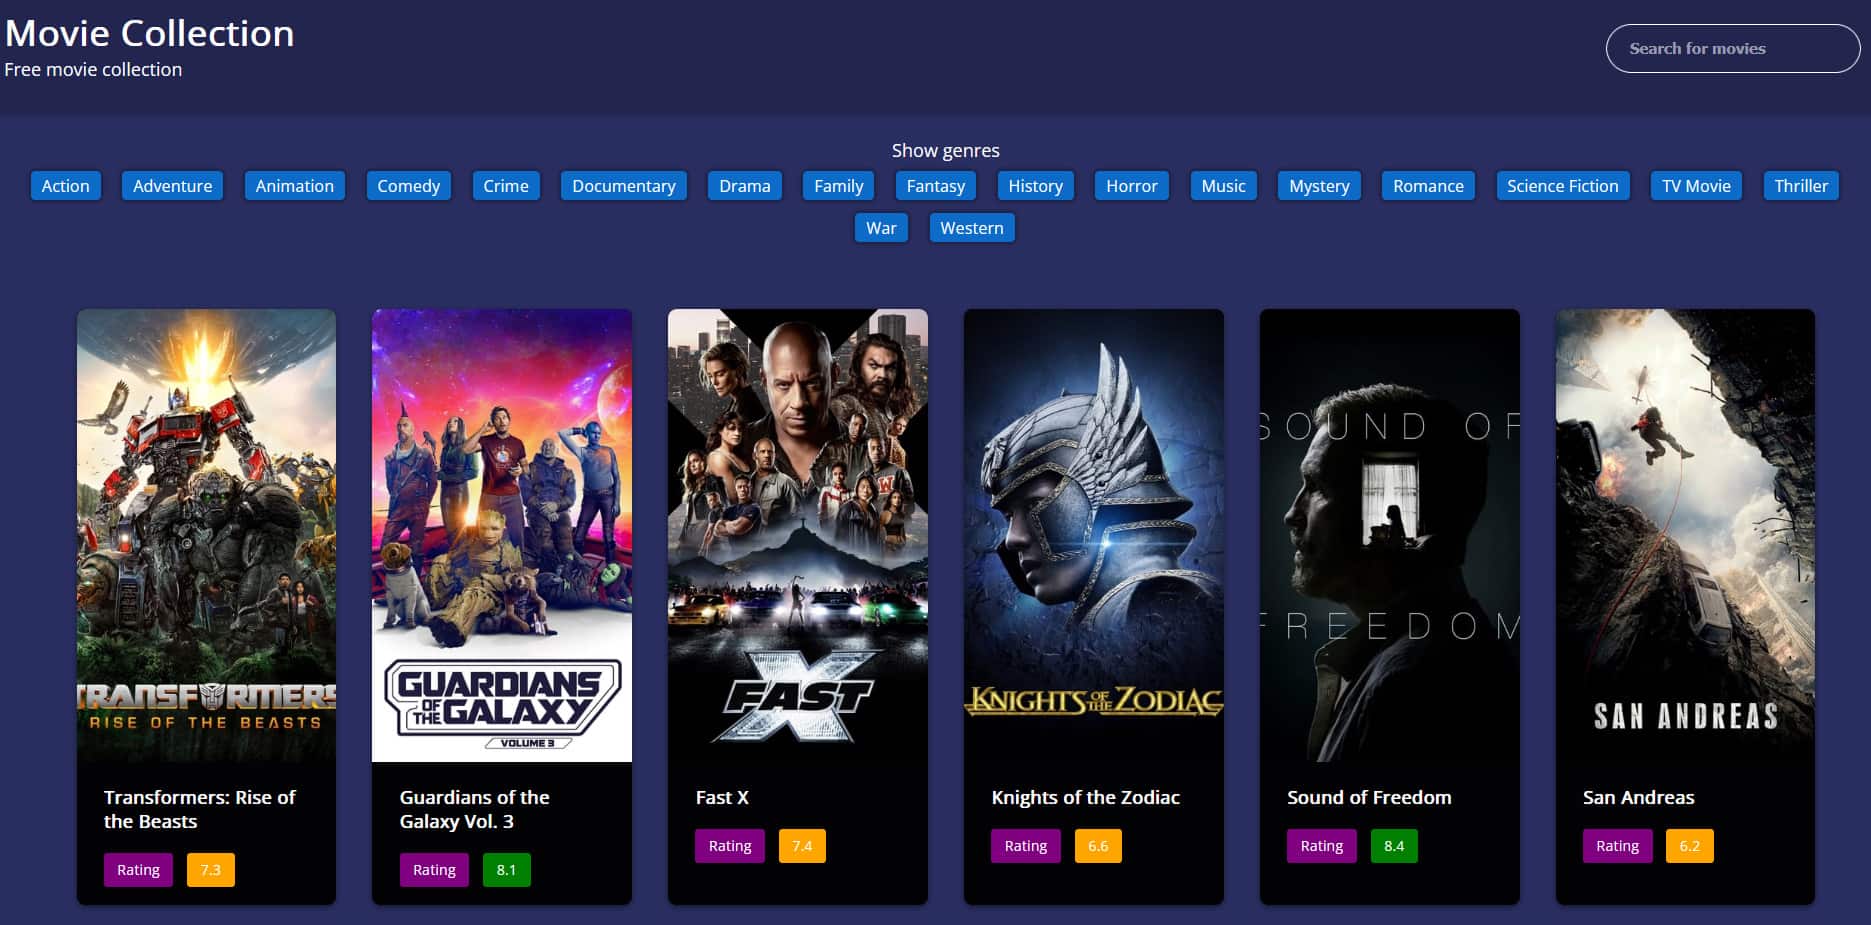 Movie Collection
Free movie collection
Search for movies
Show genres
Action Adventure Animation Comedy Crime Documentary Drama Family Fantasy History Horror Music Mystery Romance Science Fiction TV Movie Thriller
War Western
TRANSFORMERS
RISE OF THE BEASTS
GUARDIANS
OF THE GALAXY
VOLUME 3
FAST X
KNIGHTS OF THE ZODIAC
SOUND OF
FREEDOM
SAN ANDREAS
Transformers: Rise of
the Beasts
Rating 7.3
Guardians of the
Galaxy Vol. 3
Rating 8.1
Fast X
Rating 7.4
Knights of the Zodiac
Rating 6.6
Sound of Freedom
Rating 8.4
San Andreas
Rating 6.2